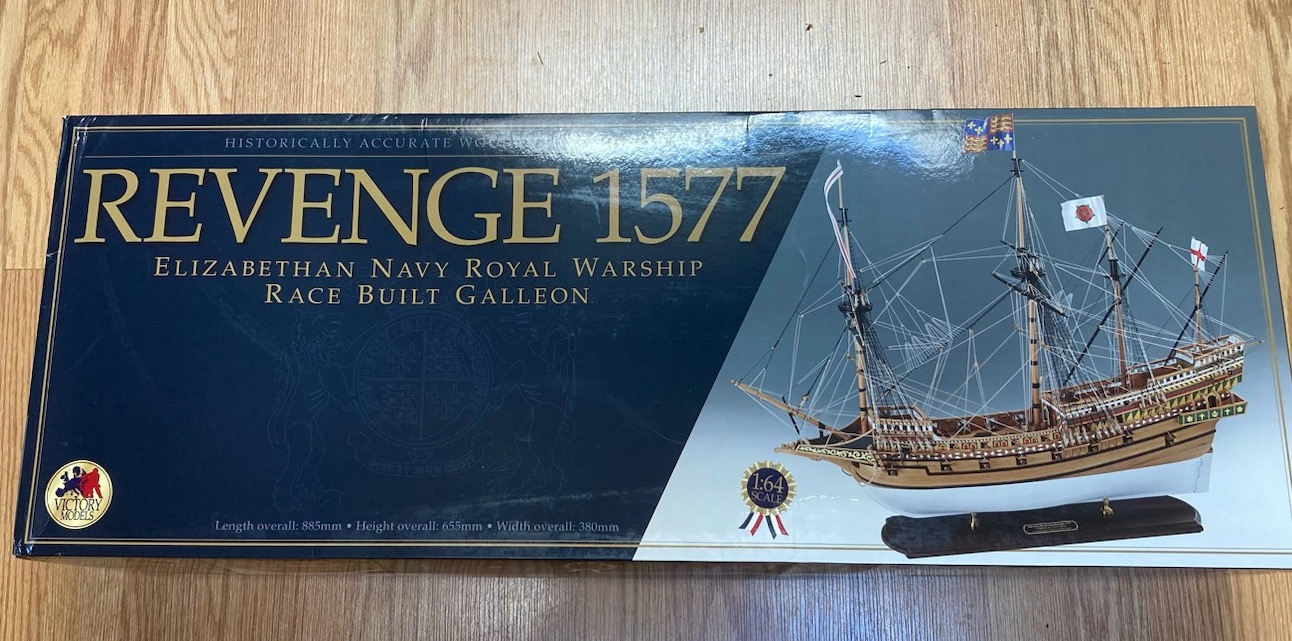 HISTORICALLY ACCURATE
REVENGE 1577
ELIZABETHAN NAVY ROYAL WARSHIP
RACE BUILT GALLEON
1:64
SCALE
VICTORY
MODELS
Length overall: 885mm • Height overall: 655mm • Width overall: 380mm